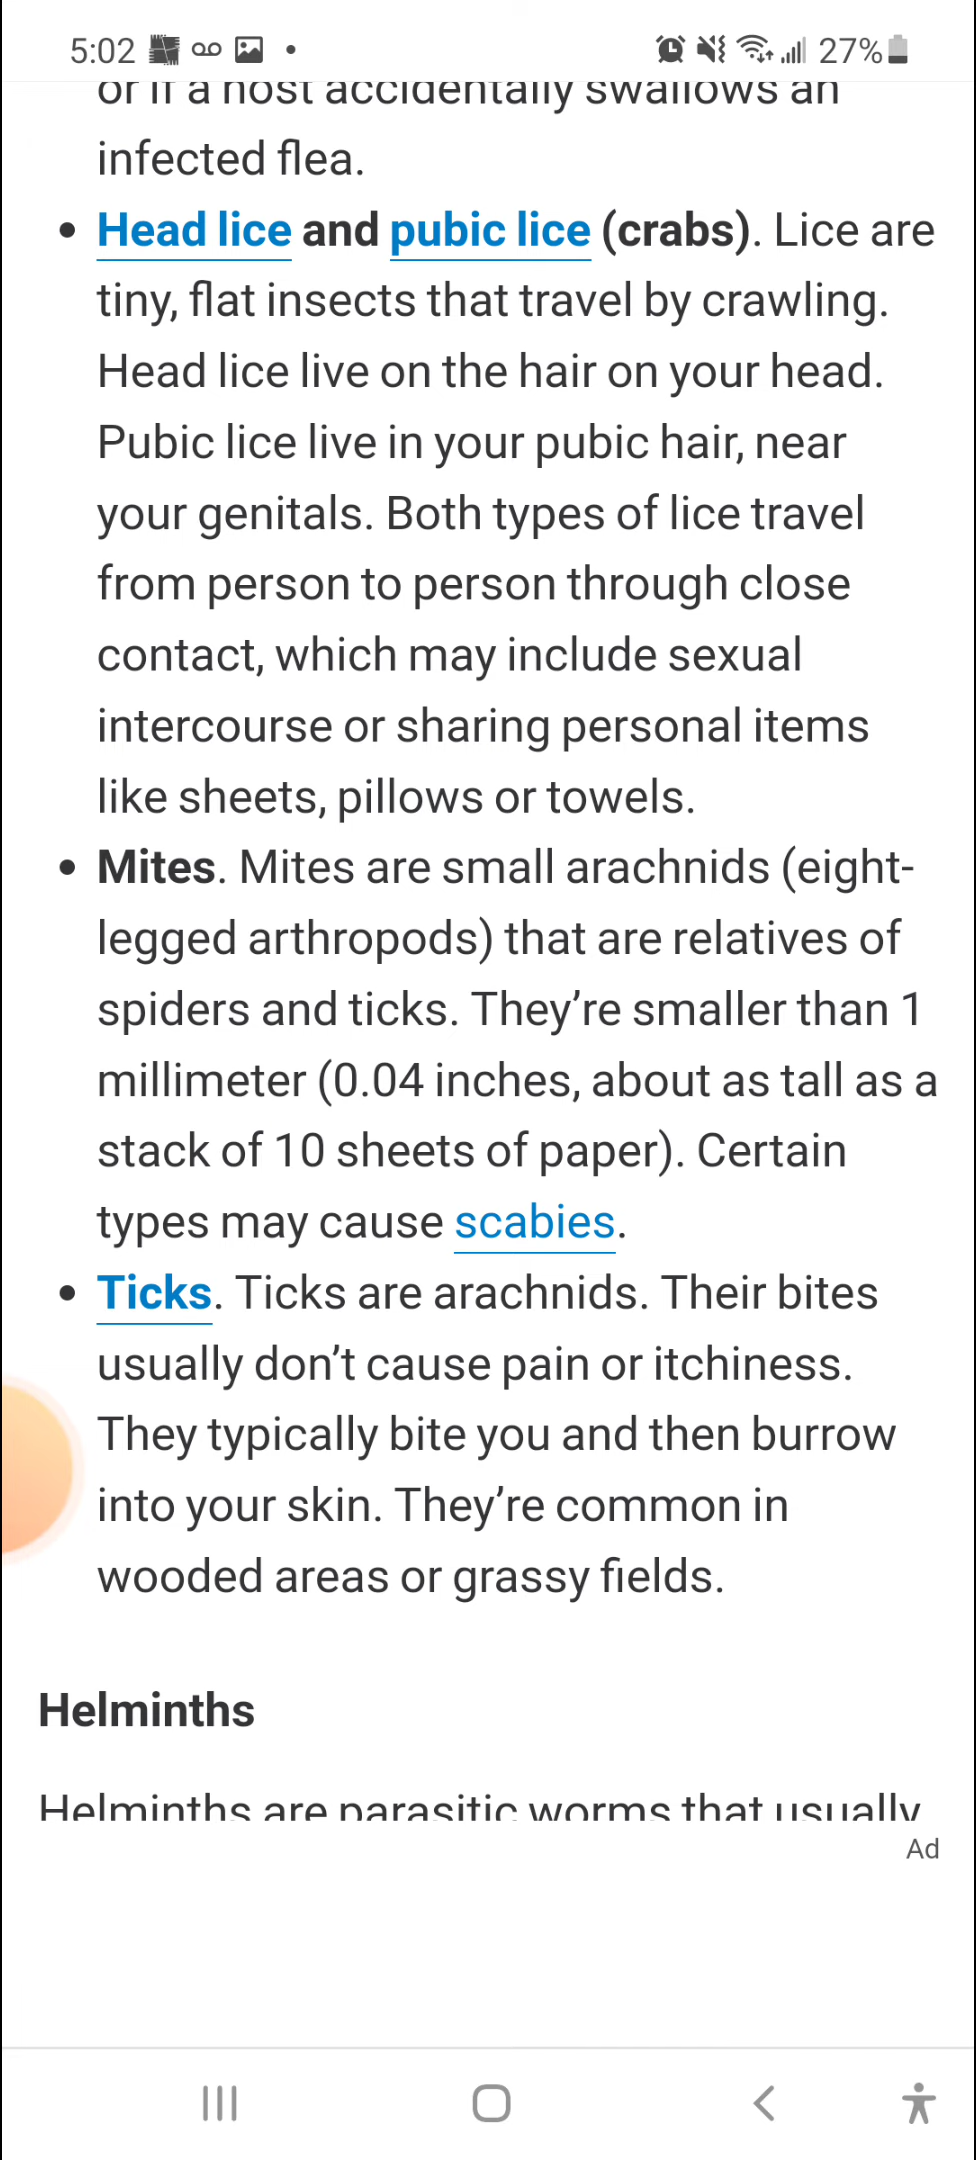 5:02
27%
or if a host accidentally swallows an
infected flea.
• Head lice and pubic lice (crabs). Lice are
tiny, flat insects that travel by crawling.
Head lice live on the hair on your head.
Pubic lice live in your pubic hair, near
your genitals. Both types of lice travel
from person to person through close
contact, which may include sexual
intercourse or sharing personal items
like sheets, pillows or towels.
• Mites. Mites are small arachnids (eight-
legged arthropods) that are relatives of
spiders and ticks. They’re smaller than 1
millimeter (0.04 inches, about as tall as a
stack of 10 sheets of paper). Certain
types may cause scabies.
• Ticks. Ticks are arachnids. Their bites
usually don’t cause pain or itchiness.
They typically bite you and then burrow
into your skin. They’re common in
wooded areas or grassy fields.
Helminths
Helminths are parasitic worms that usually
Ad